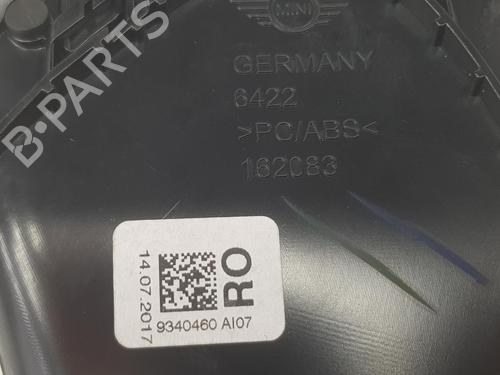 B-PARTS
MINI
GERMANY
6422
>PC/ABS<
162083
14.07.2017
RO
9340460 AI07